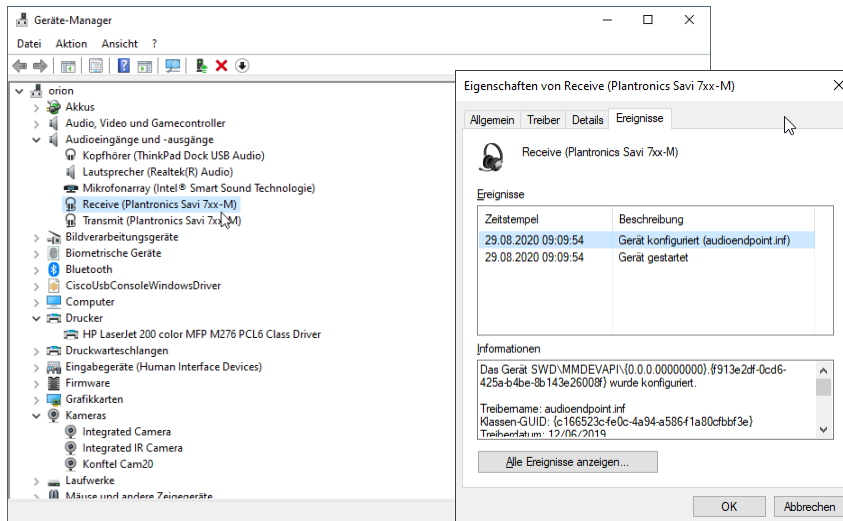 Geräte-Manager
Datei Aktion Ansicht ?
orion
Akkus
Audio, Video und Gamecontroller
Audioeingänge und -ausgänge
Kopfhörer (ThinkPad Dock USB Audio)
Lautsprecher (Realtek(R) Audio)
Mikrofonarray (Intel® Smart Sound Technologie)
Receive (Plantronics Savi 7xx-M)
Transmit (Plantronics Savi 7xx-M)
Bildverarbeitungsgeräte
Biometrische Geräte
Bluetooth
CiscoUsbConsoleWindowsDriver
Computer
Drucker
HP LaserJet 200 color MFP M276 PCL6 Class Driver
Druckwarteschlangen
Eingabegeräte (Human Interface Devices)
Firmware
Grafikkarten
Kameras
Integrated Camera
Integrated IR Camera
Konftel Cam20
Laufwerke
Mäuse und andere Zeigegeräte
Eigenschaften von Receive (Plantronics Savi 7xx-M)
Allgemein Treiber Details Ereignisse
Receive (Plantronics Savi 7xx-M)
Ereignisse
Zeitstempel Beschreibung
29.08.2020 09:09:54 Gerät konfiguriert (audioendpoint.inf)
29.08.2020 09:09:54 Gerät gestartet
Informationen
Das Gerät SWD\MMDEVAPI\{0.0.0.00000000}.{f913e2df-0cd6-
425a-b4be-8b143e26008f} wurde konfiguriert.
Treibername: audioendpoint.inf
Klassen-GUID: {c166523c-fe0c-4a94-a586-f1a80cfbbf3e}
Treiberdatum: 12/06/2019
Alle Ereignisse anzeigen...
OK Abbrechen